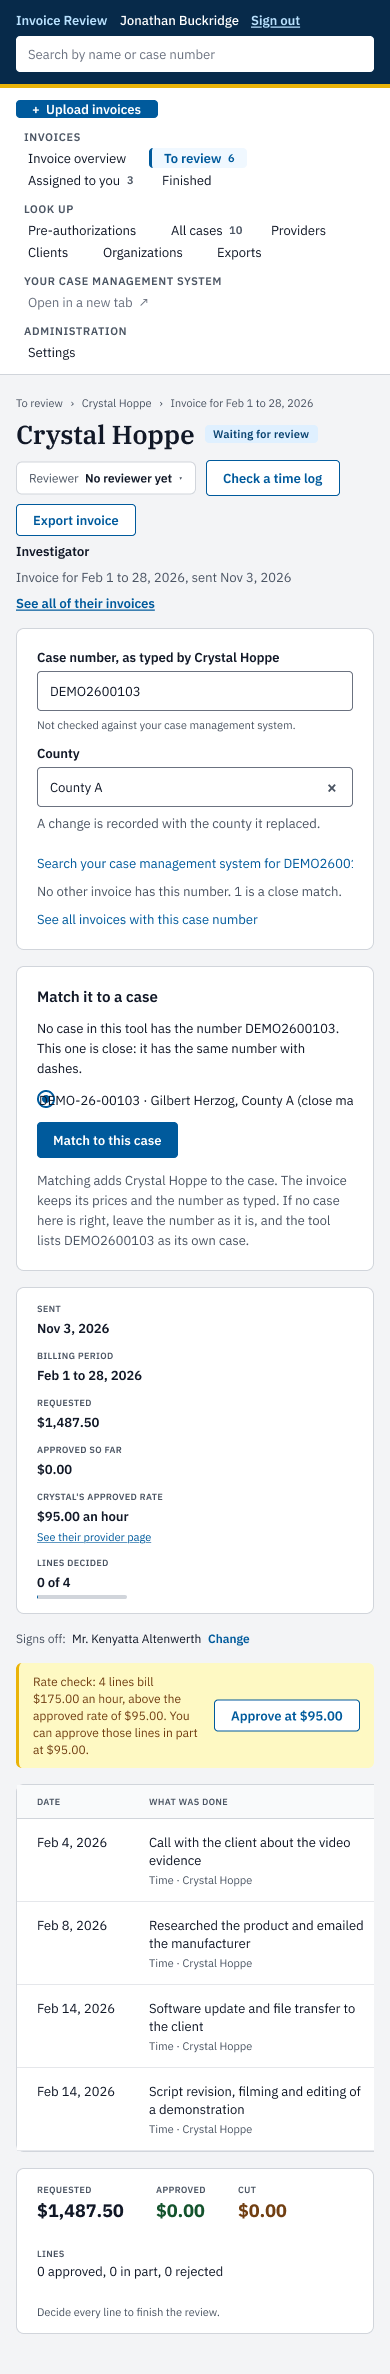 Invoice Review Jonathan Buckridge Sign out
Search by name or case number
+ Upload invoices
INVOICES
Invoice overview To review 6
Assigned to you 3 Finished
LOOK UP
Pre-authorizations All cases 10 Providers
Clients Organizations Exports
YOUR CASE MANAGEMENT SYSTEM
Open in a new tab ↗
ADMINISTRATION
Settings
To review › Crystal Hoppe › Invoice for Feb 1 to 28, 2026
Crystal Hoppe Waiting for review
Reviewer No reviewer yet Check a time log
Export invoice
Investigator
Invoice for Feb 1 to 28, 2026, sent Nov 3, 2026
See all of their invoices
Case number, as typed by Crystal Hoppe
DEMO2600103
Not checked against your case management system.
County
County A ×
A change is recorded with the county it replaced.
Search your case management system for DEMO2600
No other invoice has this number. 1 is a close match.
See all invoices with this case number
Match it to a case
No case in this tool has the number DEMO2600103.
This one is close: it has the same number with
dashes.
DEMO-26-00103 · Gilbert Herzog, County A (close ma
Match to this case
Matching adds Crystal Hoppe to the case. The invoice
keeps its prices and the number as typed. If no case
here is right, leave the number as it is, and the tool
lists DEMO2600103 as its own case.
SENT
Nov 3, 2026
BILLING PERIOD
Feb 1 to 28, 2026
REQUESTED
$1,487.50
APPROVED SO FAR
$0.00
CRYSTAL'S APPROVED RATE
$95.00 an hour
See their provider page
LINES DECIDED
0 of 4
Signs off: Mr. Kenyatta Altenwerth Change
Rate check: 4 lines bill
$175.00 an hour, above the
approved rate of $95.00. You
can approve those lines in part
at $95.00.
Approve at $95.00
DATE WHAT WAS DONE
Feb 4, 2026 Call with the client about the video
evidence
Time · Crystal Hoppe
Feb 8, 2026 Researched the product and emailed
the manufacturer
Time · Crystal Hoppe
Feb 14, 2026 Software update and file transfer to
the client
Time · Crystal Hoppe
Feb 14, 2026 Script revision, filming and editing of
a demonstration
Time · Crystal Hoppe
REQUESTED APPROVED CUT
$1,487.50 $0.00 $0.00
LINES
0 approved, 0 in part, 0 rejected
Decide every line to finish the review.